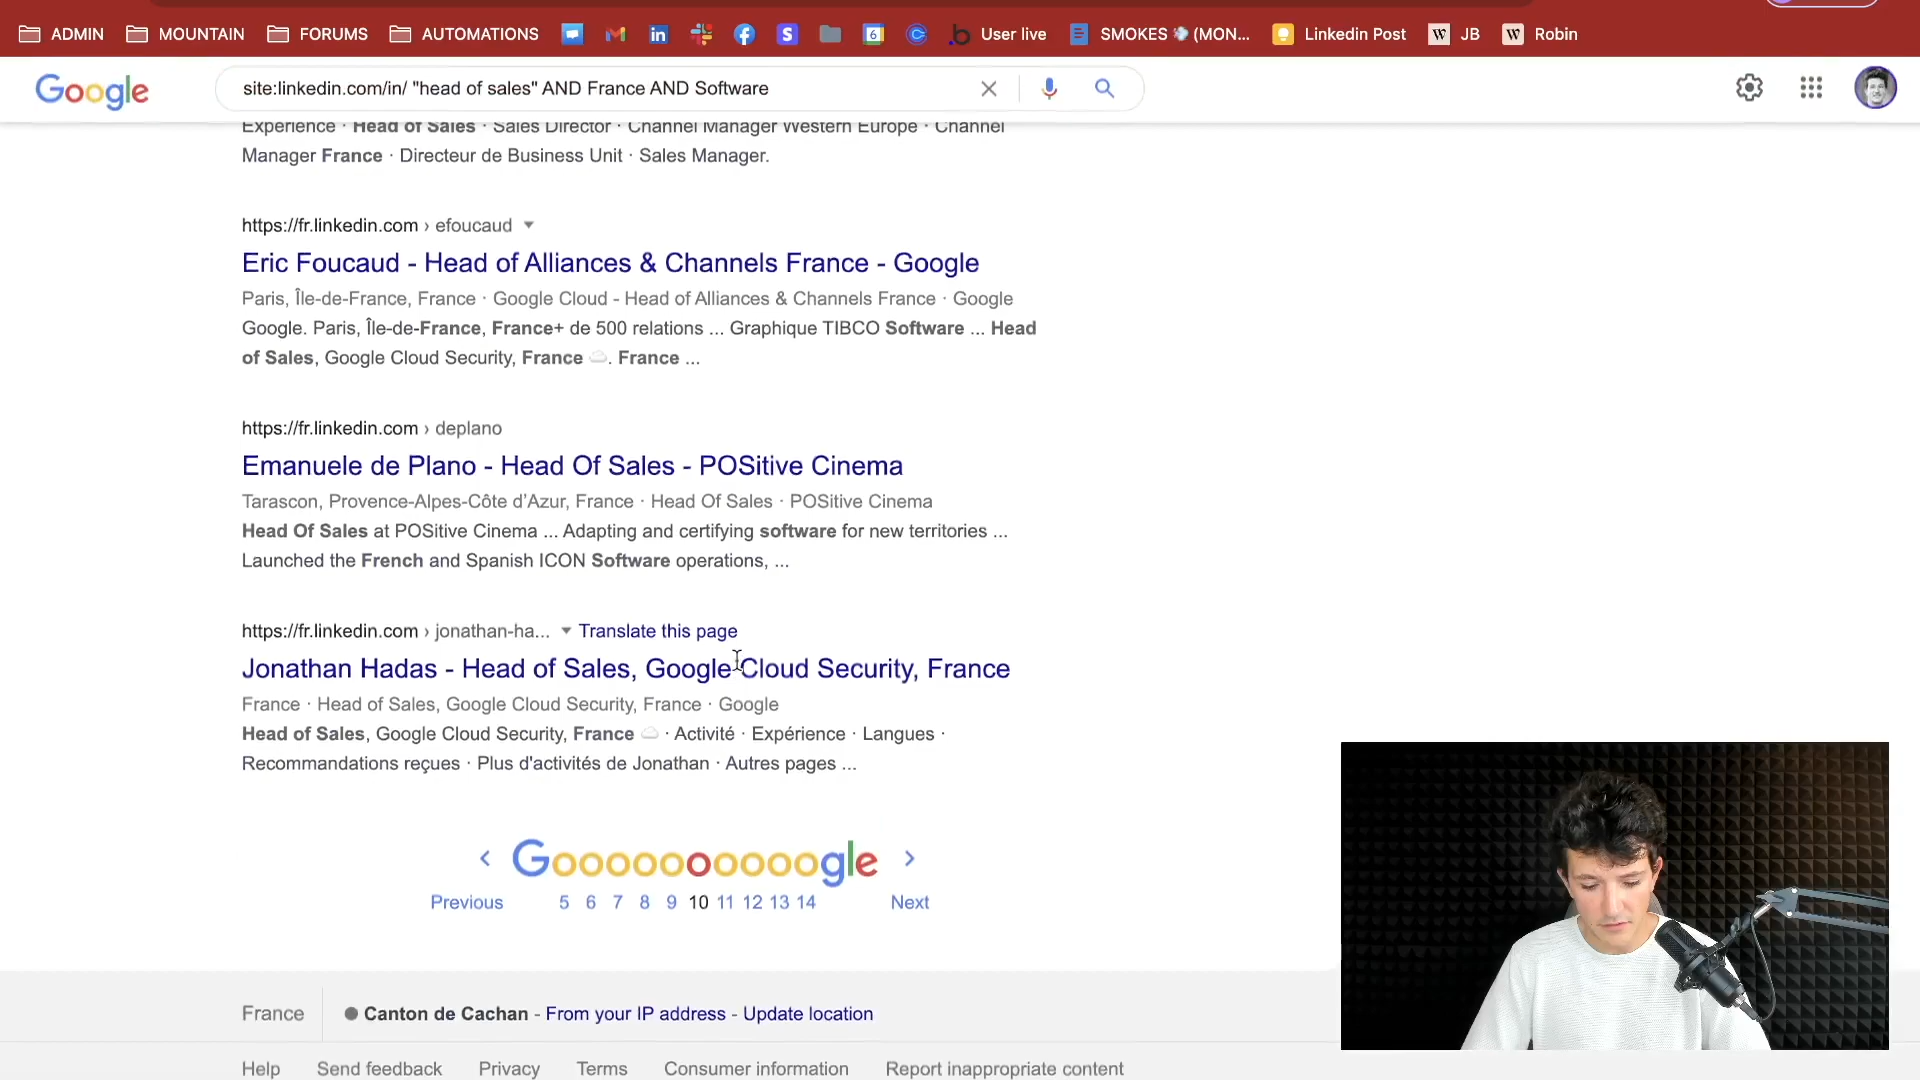 ADMIN MOUNTAIN FORUMS AUTOMATIONS User live SMOKES (MON... Linkedin Post JB Robin
Google site:linkedin.com/in/ "head of sales" AND France AND Software
Experience · Head of Sales · Sales Director · Channel Manager Western Europe · Channel
Manager France · Directeur de Business Unit · Sales Manager.
https://fr.linkedin.com › efoucaud
Eric Foucaud - Head of Alliances & Channels France - Google
Paris, Île-de-France, France · Google Cloud - Head of Alliances & Channels France · Google
Google. Paris, Île-de-France, France+ de 500 relations ... Graphique TIBCO Software ... Head
of Sales, Google Cloud Security, France ☁️. France ...
https://fr.linkedin.com › deplano
Emanuele de Plano - Head Of Sales - POSitive Cinema
Tarascon, Provence-Alpes-Côte d’Azur, France · Head Of Sales · POSitive Cinema
Head Of Sales at POSitive Cinema ... Adapting and certifying software for new territories ...
Launched the French and Spanish ICON Software operations, ...
https://fr.linkedin.com › jonathan-ha... Translate this page
Jonathan Hadas - Head of Sales, Google Cloud Security, France
France · Head of Sales, Google Cloud Security, France · Google
Head of Sales, Google Cloud Security, France ☁️ · Activité · Expérience · Langues ·
Recommandations reçues · Plus d'activités de Jonathan · Autres pages ...
Goooooooooogle
Previous 5 6 7 8 9 10 11 12 13 14 Next
France Canton de Cachan - From your IP address - Update location
Help Send feedback Privacy Terms Consumer information Report inappropriate content